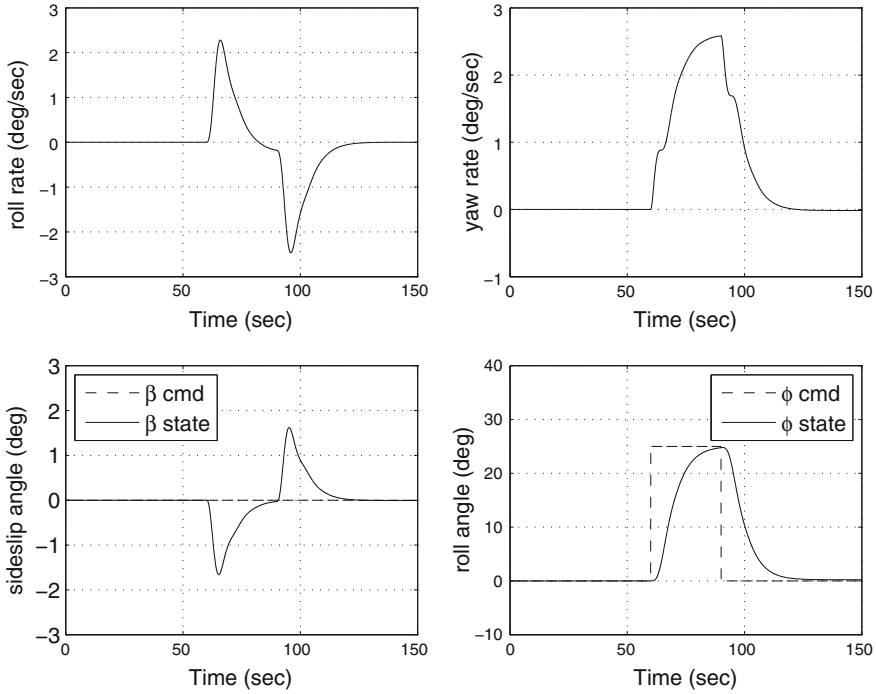 3
2
1
0
−1
−2
−3
roll rate (deg/sec)
0 50 100 150
Time (sec)
3
2
1
0
−1
yaw rate (deg/sec)
0 50 100 150
Time (sec)
3
2
1
0
−1
−2
−3
sideslip angle (deg)
β cmd
β state
0 50 100 150
Time (sec)
40
30
20
10
0
−10
roll angle (deg)
ϕ cmd
ϕ state
0 50 100 150
Time (sec)